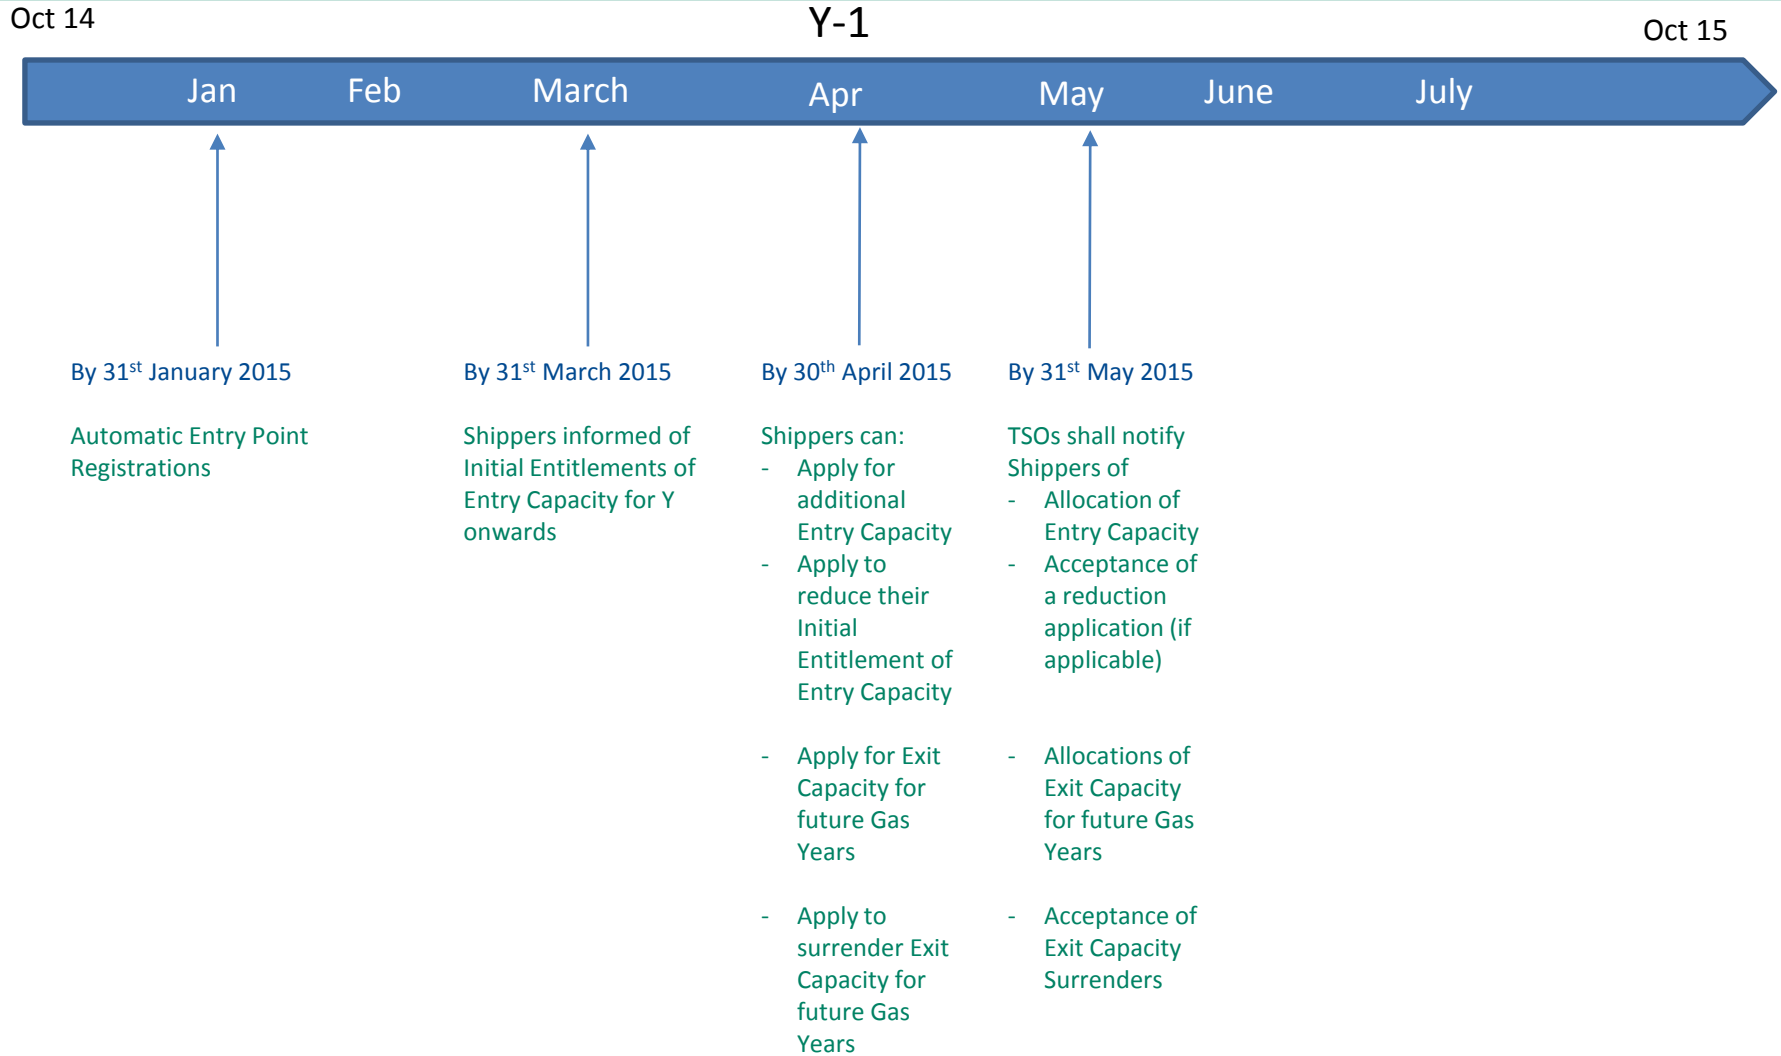 Oct 14
Y-1
Oct 15
Jan
Feb
March
Apr
May
June
July
By 31st January 2015
Automatic Entry Point
Registrations
By 31st March 2015
Shippers informed of
Initial Entitlements of
Entry Capacity for Y
onwards
By 30th April 2015
Shippers can:
- Apply for
additional
Entry Capacity
- Apply to
reduce their
Initial
Entitlement of
Entry Capacity
- Apply for Exit
Capacity for
future Gas
Years
- Apply to
surrender Exit
Capacity for
future Gas
Years
By 31st May 2015
TSOs shall notify
Shippers of
- Allocation of
Entry Capacity
- Acceptance of
a reduction
application (if
applicable)
- Allocations of
Exit Capacity
for future Gas
Years
- Acceptance of
Exit Capacity
Surrenders